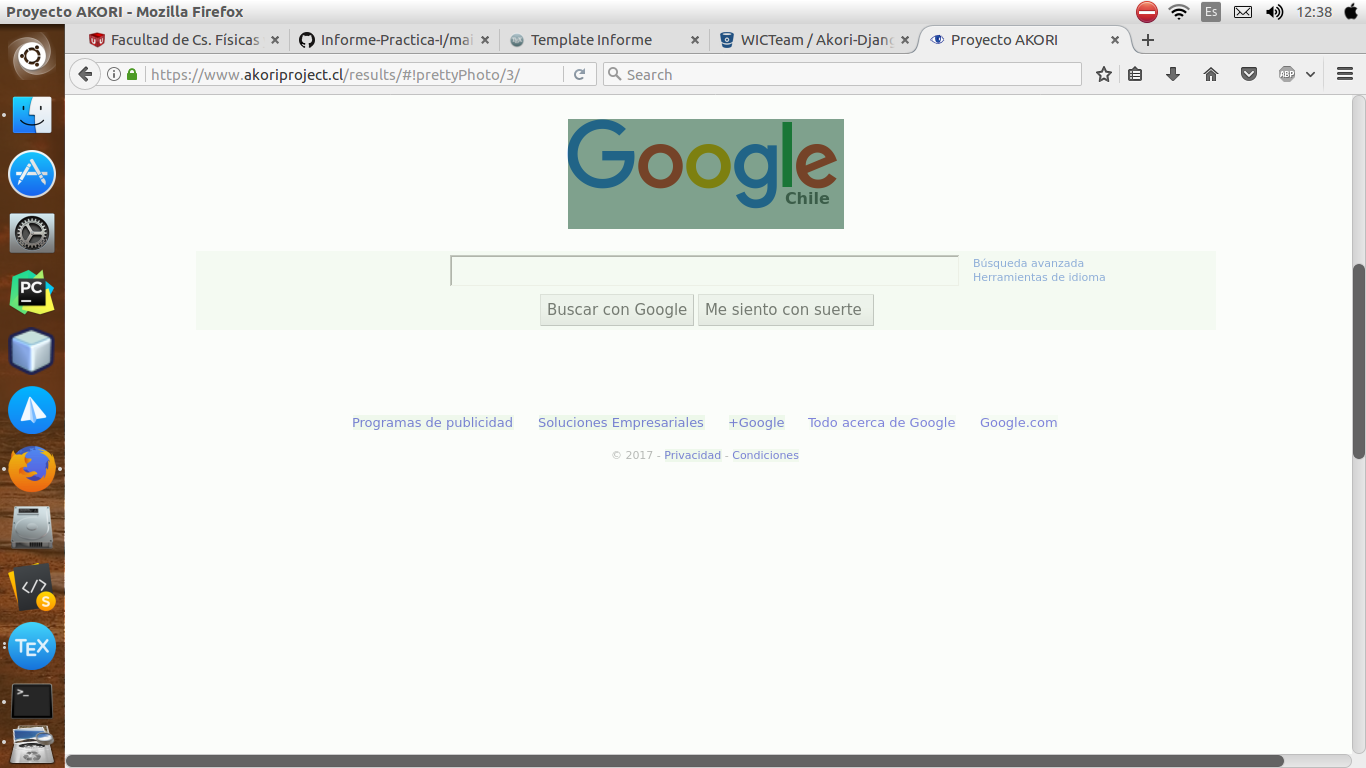 Proyecto AKORI - Mozilla Firefox
Es
12:38
Facultad de Cs. Físicas
Informe-Practica-I/mai
Template Informe
WICTeam / Akori-Djang
Proyecto AKORI
https://www.akoriproject.cl/results/#!prettyPhoto/3/
Search
ABP
Google
Chile
Búsqueda avanzada
Herramientas de idioma
Buscar con Google
Me siento con suerte
Programas de publicidad
Soluciones Empresariales
+Google
Todo acerca de Google
Google.com
© 2017 - Privacidad - Condiciones
PC
</>
S
TEX
>_